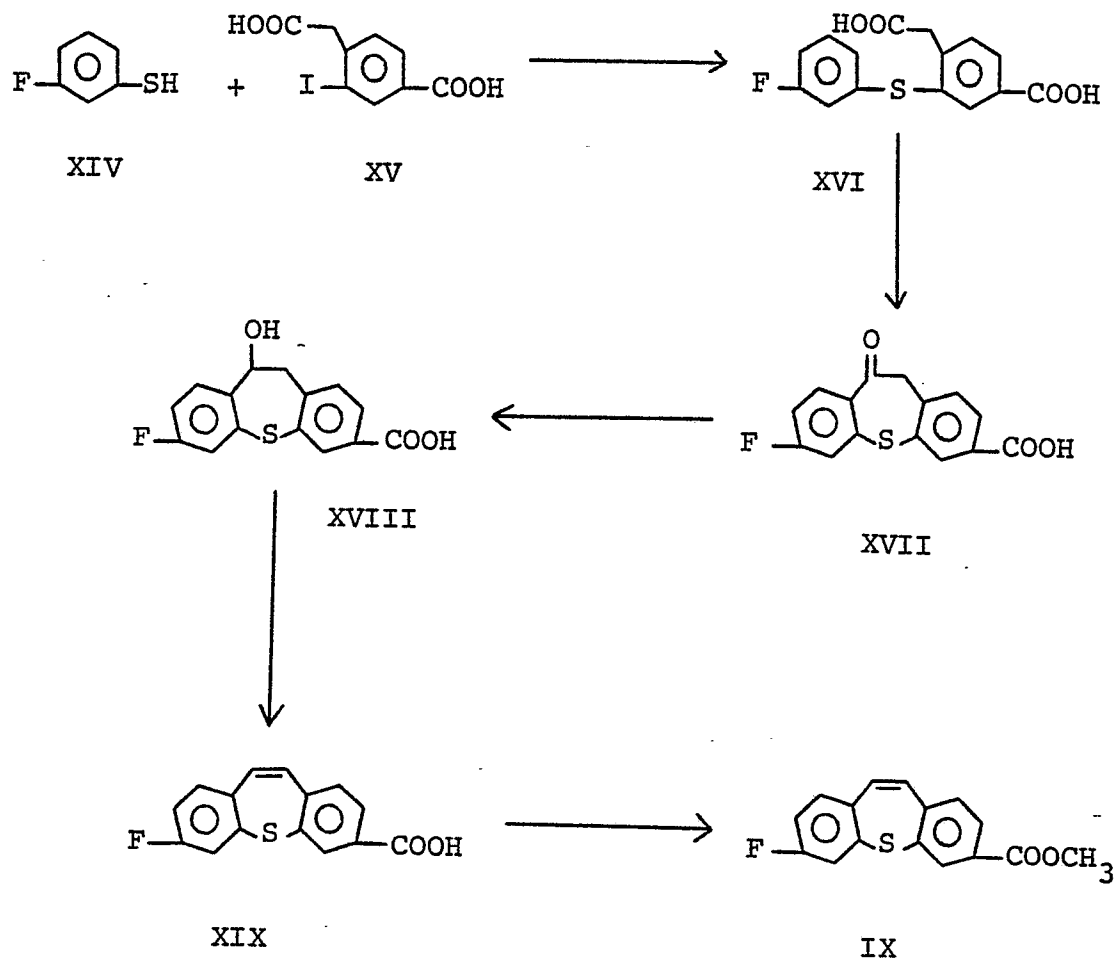 HOOC
F SH + I COOH
XIV
XV
HOOC
F S COOH
XVI
OH
F S COOH
XVIII
O
F S COOH
XVII
F S COOH
XIX
F S COOCH3
IX